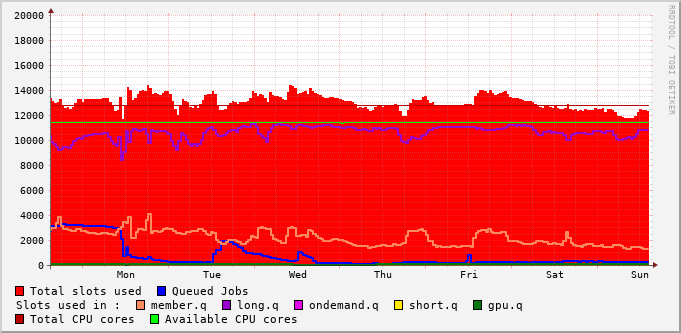 20000
18000
16000
14000
12000
10000
8000
6000
4000
2000
0
Mon Tue Wed Thu Fri Sat Sun
RRDTOOL / TOBI OETIKER
Total slots used Queued Jobs
Slots used in : member.q long.q ondemand.q short.q gpu.q
Total CPU cores Available CPU cores